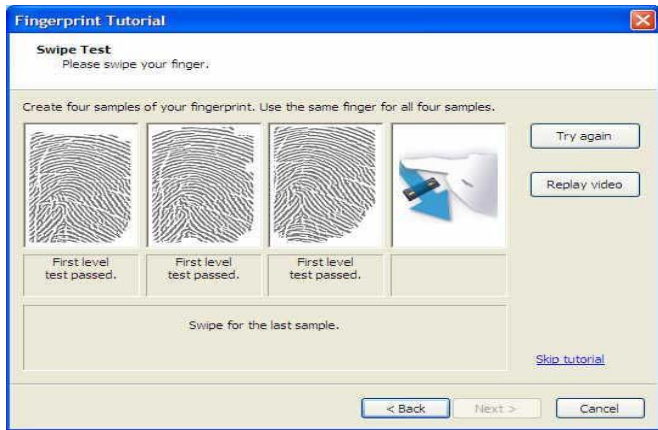 Fingerprint Tutorial
Swipe Test
Please swipe your finger.
Create four samples of your fingerprint. Use the same finger for all four samples.
Try again
Replay video
First level
test passed.
First level
test passed.
First level
test passed.
Swipe for the last sample.
Skip tutorial
< Back
Next >
Cancel